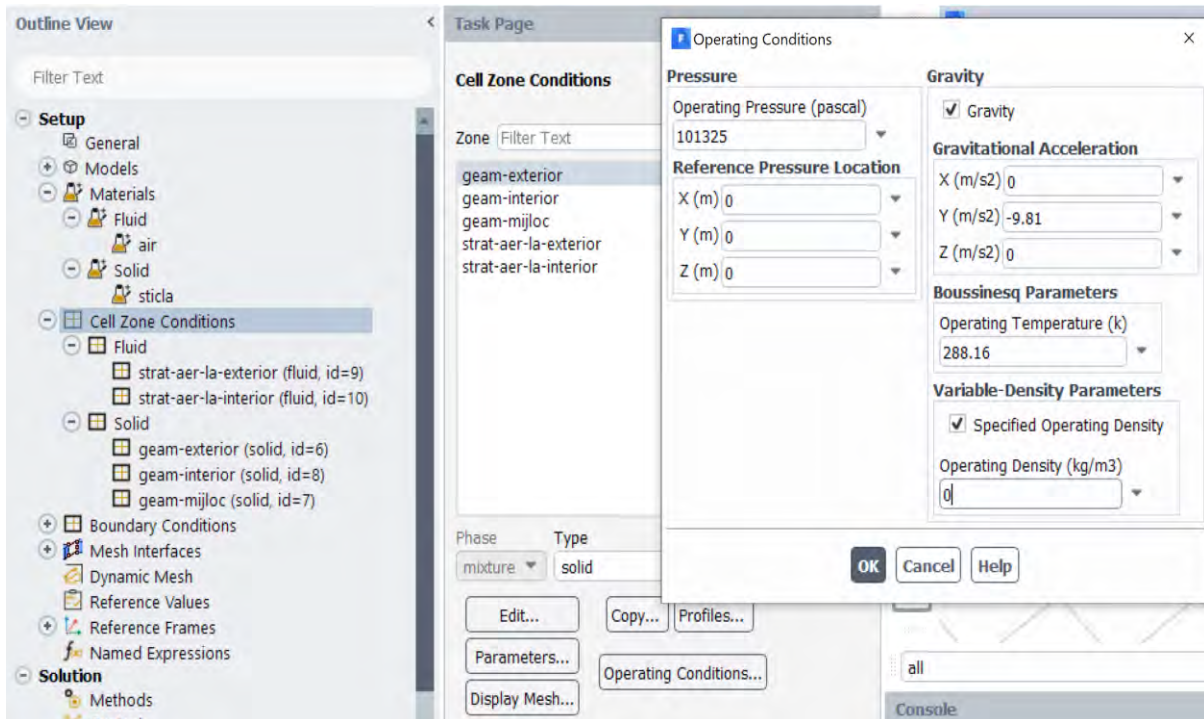 Outline View
<
Filter Text
Setup
General
Models
Materials
Fluid
air
Solid
sticla
Cell Zone Conditions
Fluid
strat-aer-la-exterior (fluid, id=9)
strat-aer-la-interior (fluid, id=10)
Solid
geam-exterior (solid, id=6)
geam-interior (solid, id=8)
geam-mijloc (solid, id=7)
Boundary Conditions
Mesh Interfaces
Dynamic Mesh
Reference Values
Reference Frames
Named Expressions
Solution
Methods
Task Page
Cell Zone Conditions
Zone Filter Text
geam-exterior
geam-interior
geam-mijloc
strat-aer-la-exterior
strat-aer-la-interior
Phase Type
mixture solid
Edit... Copy... Profiles...
Parameters... Operating Conditions...
Display Mesh...
Operating Conditions
Pressure
Operating Pressure (pascal)
101325
Reference Pressure Location
X (m) 0
Y (m) 0
Z (m) 0
Gravity
Gravity
Gravitational Acceleration
X (m/s2) 0
Y (m/s2) -9.81
Z (m/s2) 0
Boussinesq Parameters
Operating Temperature (k)
288.16
Variable-Density Parameters
Specified Operating Density
Operating Density (kg/m3)
0
OK Cancel Help
all
Console